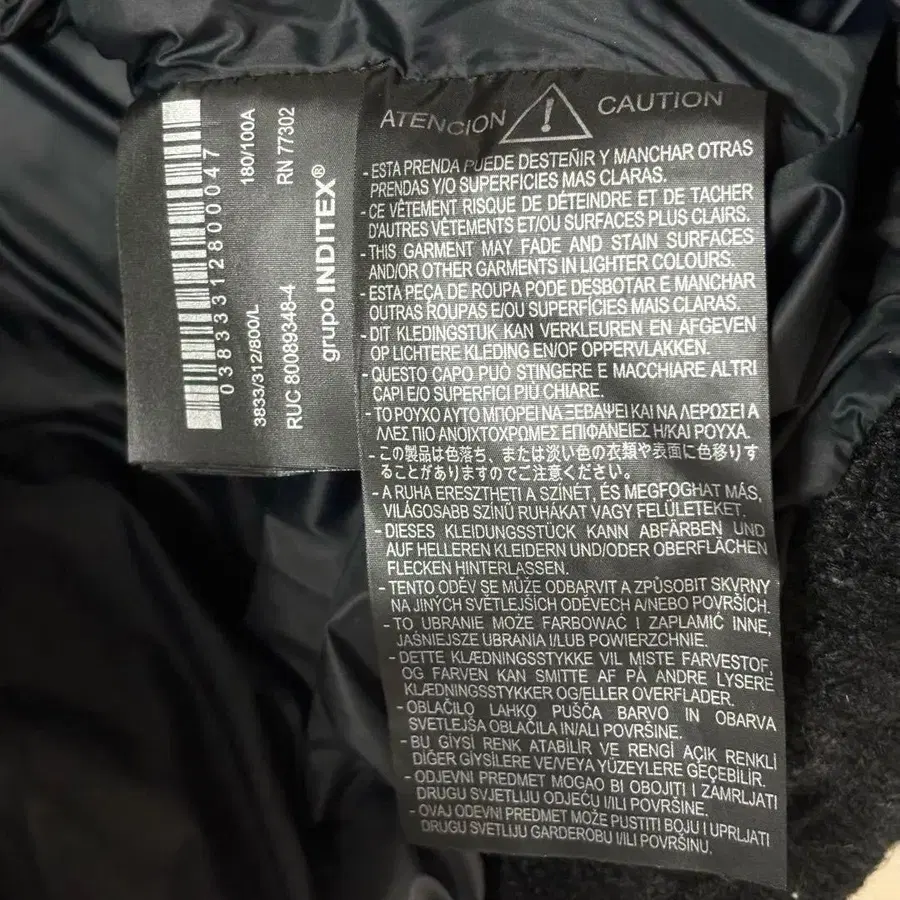 03833312800047
3833/312/800/L
180/100A
RUC 80089348-4
RN 77302
grupo INDITEX®
ATENCION CAUTION
- ESTA PRENDA PUEDE DESTEÑIR Y MANCHAR OTRAS
PRENDAS Y/O SUPERFICIES MAS CLARAS.
- CE VÊTEMENT RISQUE DE DÉTEINDRE ET DE TACHER
D'AUTRES VÊTEMENTS ET/OU SURFACES PLUS CLAIRS.
- THIS GARMENT MAY FADE AND STAIN SURFACES
AND/OR OTHER GARMENTS IN LIGHTER COLOURS.
- ESTA PEÇA DE ROUPA PODE DESBOTAR E MANCHAR
OUTRAS ROUPAS E/OU SUPERFÍCIES MAIS CLARAS.
- DIT KLEDINGSTUK KAN VERKLEUREN EN AFGEVEN
OP LICHTERE KLEDING EN/OF OPPERVLAKKEN.
- QUESTO CAPO PUÒ STINGERE E MACCHIARE ALTRI
CAPI E/O SUPERFICI PIÙ CHIARE.
- ΤΟ ΡΟΥΧΟ ΑΥΤΟ ΜΠΟΡΕΙ ΝΑ ΞΕΒΑΨΕΙ ΚΑΙ ΝΑ ΛΕΡΩΣΕΙ Α
ΛΛΕΣ ΠΙΟ ΑΝΟΙΧΤΟΧΡΩΜΕΣ ΕΠΙΦΑΝΕΙΕΣ Η/ΚΑΙ ΡΟΥΧΑ.
- この製品は色落ち、または淡い色の衣類や表面に色移りす
ることがありますのでご注意ください。
- A RUHA ERESZTHETI A SZÍNÉT, ÉS MEGFOGHAT MÁS,
VILÁGOSABB SZÍNŰ RUHÁKAT VAGY FELÜLETEKET.
- DIESES KLEIDUNGSSTÜCK KANN ABFÄRBEN UND
AUF HELLEREN KLEIDERN UND/ODER OBERFLÄCHEN
FLECKEN HINTERLASSEN.
- TENTO ODĚV SE MŮŽE ODBARVIT A ZPŮSOBIT SKVRNY
NA JINÝCH SVĚTLEJŠÍCH ODĚVECH A/NEBO POVRŠÍCH.
- TO UBRANIE MOŻE FARBOWAĆ I ZAPLAMIĆ INNE,
JAŚNIEJSZE UBRANIA I/LUB POWIERZCHNIE.
- DETTE KLÆDNINGSSTYKKE VIL MISTE FARVESTOF,
OG FARVEN KAN SMITTE AF PÅ ANDRE LYSERE
KLÆDNINGSSTYKKER OG/ELLER OVERFLADER.
- OBLAČILO LAHKO PUŠČA BARVO IN OBARVA
SVETLEJŠA OBLAČILA IN/ALI POVRŠINE.
- BU GİYSİ RENK ATABİLİR VE RENGİ AÇIK RENKLİ
DİĞER GİYSİLERE VE/VEYA YÜZEYLERE GEÇEBİLİR.
- ODJEVNI PREDMET MOGAO BI OBOJITI I ZAMRLJATI
DRUGU SVJETLIJU ODJEĆU I/ILI POVRŠINE.
- OVAJ ODEVNI PREDMET MOŽE PUSTITI BOJU I UPRLJATI
DRUGU SVETLIJU GARDEROBU I/ILI POVRŠINU.